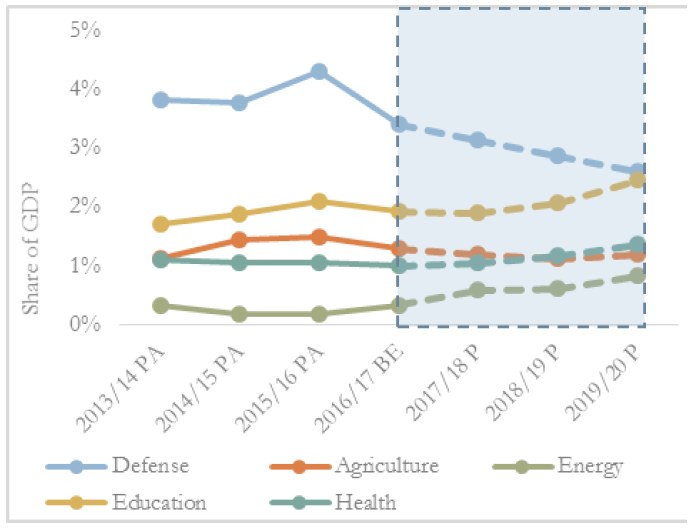 5%
4%
3%
2%
1%
0%
Share of GDP
2013/14 PA
2014/15 PA
2015/16 PA
2016/17 BE
2017/18 P
2018/19 P
2019/20 P
Defense Agriculture Energy
Education Health